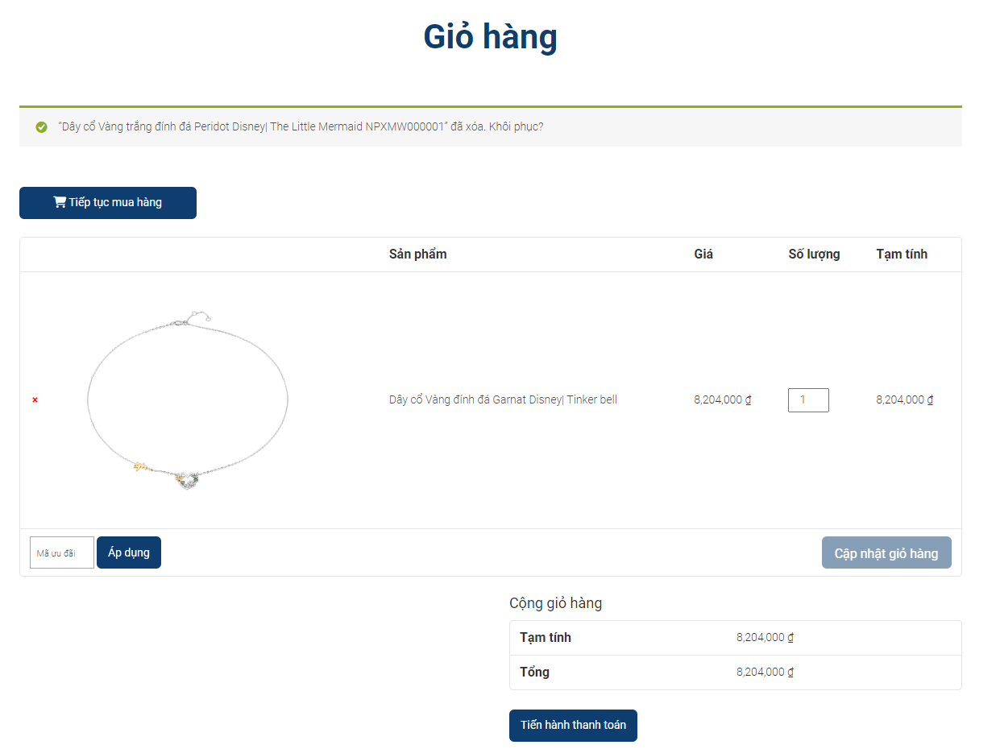 Giỏ hàng
“Dây cổ Vàng trắng đính đá Peridot Disney| The Little Mermaid NPXMW000001” đã xóa. Khôi phục?
Tiếp tục mua hàng
Sản phẩm Giá Số lượng Tạm tính
× Dây cổ Vàng đính đá Garnat Disney| Tinker bell 8,204,000 ₫ 1 8,204,000 ₫
Mã ưu đãi Áp dụng Cập nhật giỏ hàng
Cộng giỏ hàng
Tạm tính 8,204,000 ₫
Tổng 8,204,000 ₫
Tiến hành thanh toán